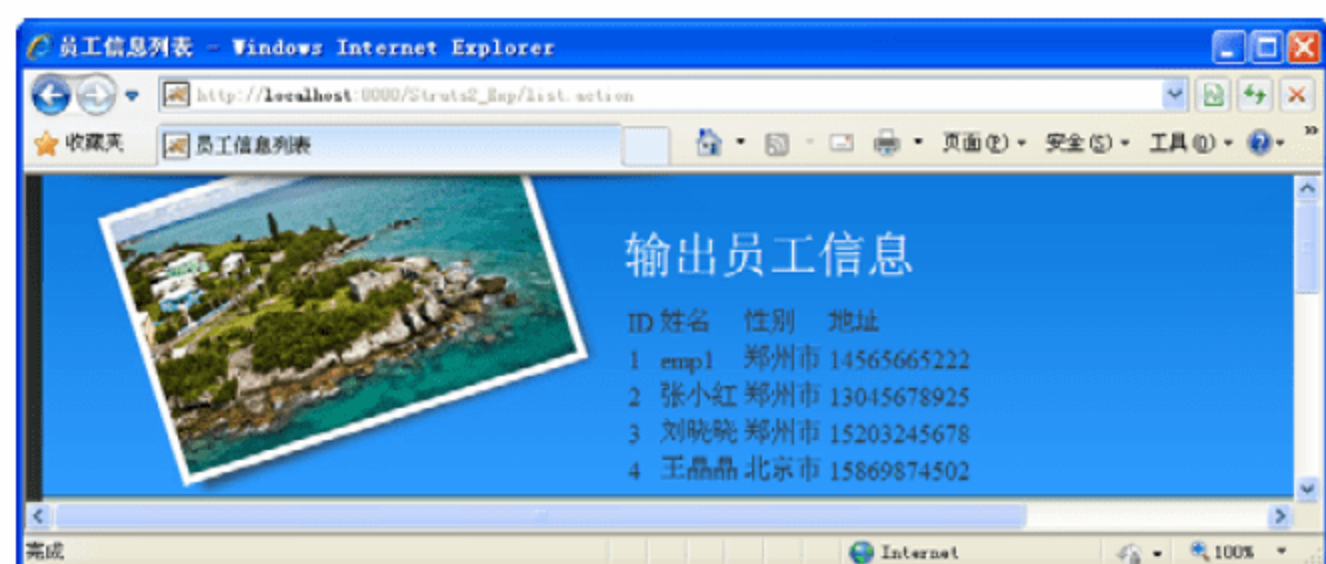 员工信息列表 - Windows Internet Explorer
http://localhost:8080/Struts2_Exp/list.action
收藏夹 员工信息列表 页面(P) 安全(S) 工具(O) »
输出员工信息
ID 姓名 性别 地址
1 emp1 郑州市 14565665222
2 张小红 郑州市 13045678925
3 刘晓晓 郑州市 15203245678
4 王晶晶 北京市 15869874502
完成 Internet 100%